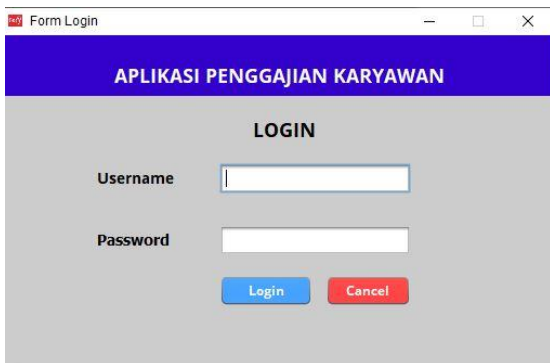 Form Login
APLIKASI PENGGAJIAN KARYAWAN
LOGIN
Username
Password
Login Cancel